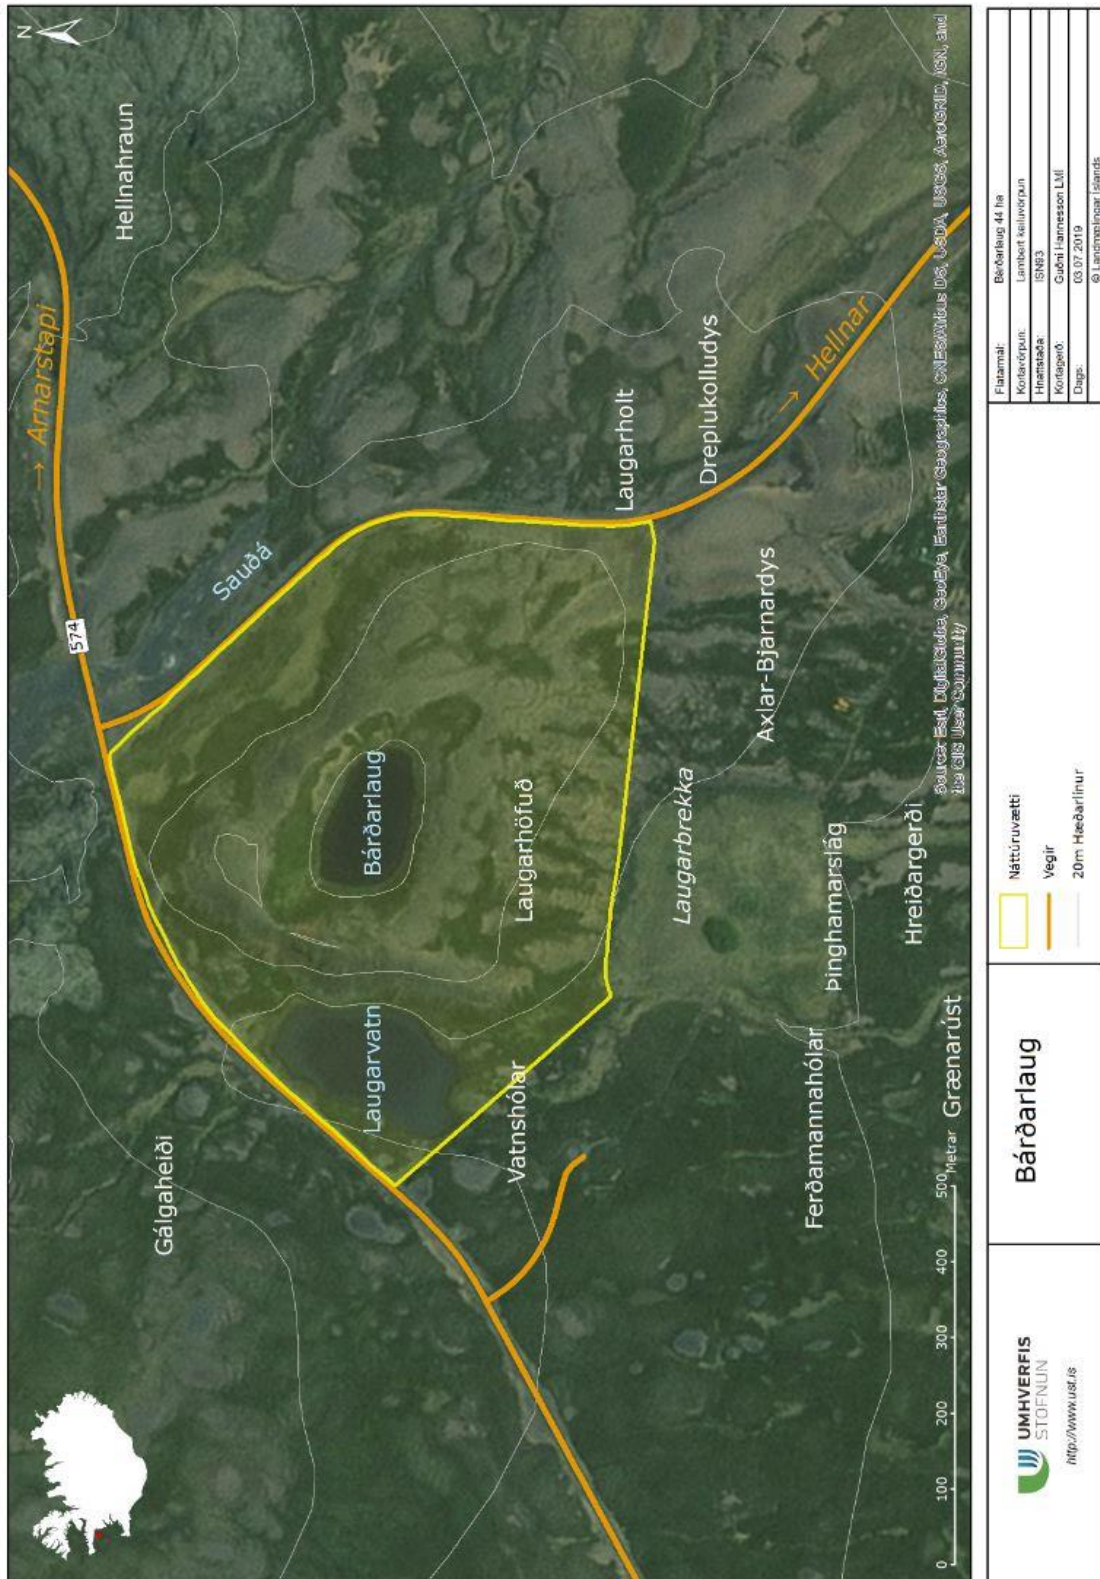 N
Hellnahraun
→ Arnarstapi
574
Sauðá
Gálgaheiði
Bárðarlaug
Laugarvatn
Laugarholt
Laugarhöfuð
Vatnshólar
Drepluk​olludys
→ Hellnar
Laugarbrekka
Axlar-Bjarnardys
Þinghamarslág
Ferðamannahólar
Hreiðargerði
Grænarúst
0 100 200 300 400 500 Metrar
Source: Esri, DigitalGlobe, GeoEye, Earthstar Geographics, CNES/Airbus DS, USDA, USGS, AeroGRID, IGN, and
the GIS User Community
UMHVERFIS
STOFNUN
http://www.ust.is
Bárðarlaug
Náttúruvætti
Vegir
20m Hæðarlínur
Flatarmál: Bárðarlaug 44 ha
Kortavörpun: Lambert keiluvörpun
Hnattstaða: ISN93
Kortagerð: Guðni Hannesson LMÍ
Dags: 03.07.2019
© Landmælingar Íslands